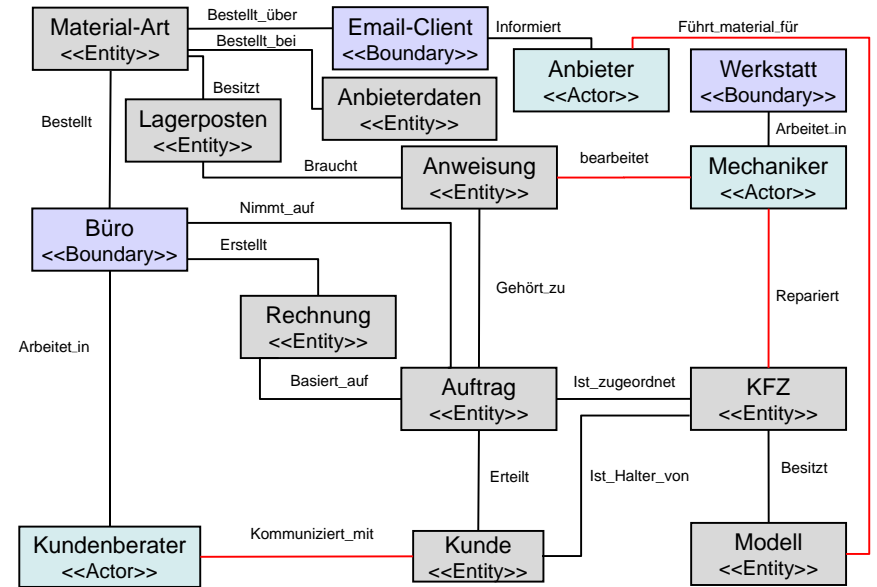 Material-Art
<<Entity>>
Bestellt_über
Bestellt_bei
Email-Client
<<Boundary>>
Informiert
Führt_material_für
Anbieter
<<Actor>>
Werkstatt
<<Boundary>>
Besitzt
Anbieterdaten
<<Entity>>
Bestellt
Lagerposten
<<Entity>>
Arbeitet_in
Braucht
Anweisung
<<Entity>>
bearbeitet
Mechaniker
<<Actor>>
Büro
<<Boundary>>
Nimmt_auf
Erstellt
Gehört_zu
Repariert
Rechnung
<<Entity>>
Arbeitet_in
Basiert_auf
Auftrag
<<Entity>>
Ist_zugeordnet
KFZ
<<Entity>>
Erteilt
Ist_Halter_von
Besitzt
Kundenberater
<<Actor>>
Kommuniziert_mit
Kunde
<<Entity>>
Modell
<<Entity>>